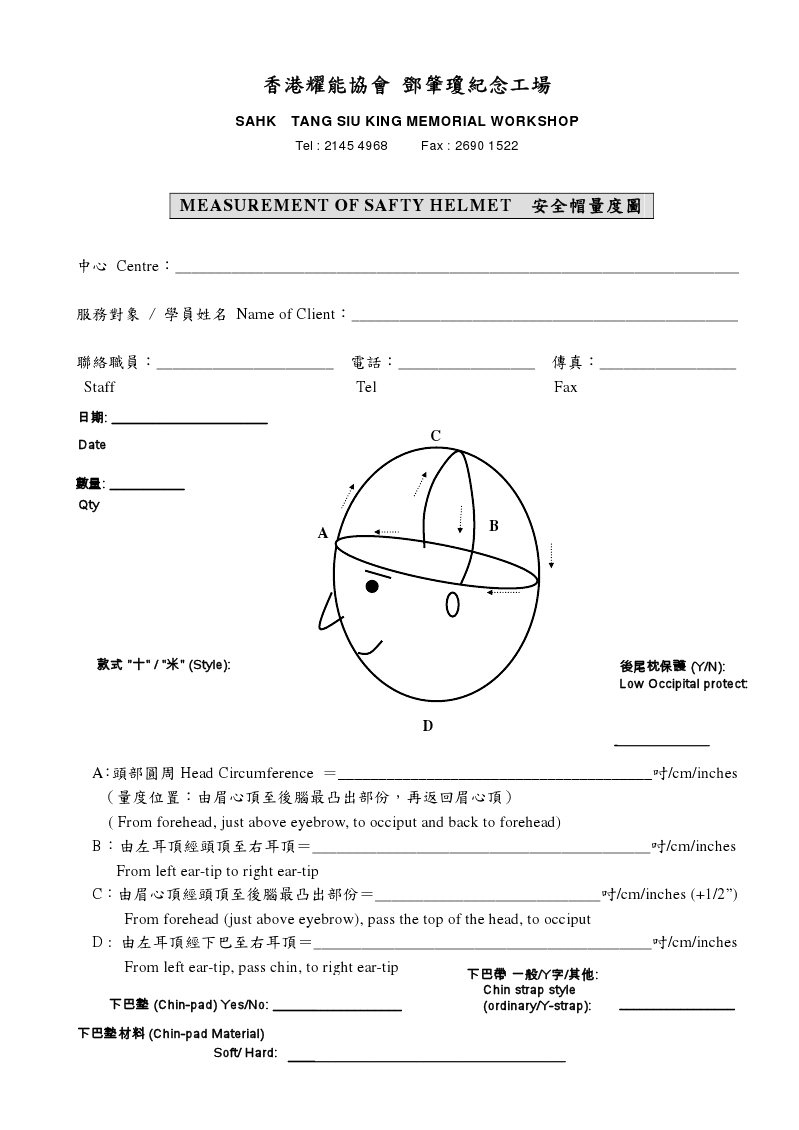 香港耀能協會 鄧肇瓊紀念工場
SAHK TANG SIU KING MEMORIAL WORKSHOP
Tel : 2145 4968 Fax : 2690 1522
MEASUREMENT OF SAFTY HELMET 安全帽量度圖
中心 Centre：
服務對象 / 學員姓名 Name of Client：
聯絡職員： 電話： 傳真：
Staff Tel Fax
日期:
Date
數量:
Qty
C
A
B
款式 "十" / "米" (Style):
後尾枕保護 (Y/N):
Low Occipital protect:
D
A：頭部圓周 Head Circumference ＝ 吋/cm/inches
（量度位置：由眉心頂至後腦最凸出部份，再返回眉心頂）
( From forehead, just above eyebrow, to occiput and back to forehead)
B：由左耳頂經頭頂至右耳頂＝ 吋/cm/inches
From left ear-tip to right ear-tip
C：由眉心頂經頭頂至後腦最凸出部份＝ 吋/cm/inches (+1/2”)
From forehead (just above eyebrow), pass the top of the head, to occiput
D : 由左耳頂經下巴至右耳頂＝ 吋/cm/inches
From left ear-tip, pass chin, to right ear-tip
下巴帶 一般/Y字/其他:
Chin strap style
(ordinary/Y-strap):
下巴墊 (Chin-pad) Yes/No:
下巴墊材料 (Chin-pad Material)
Soft/ Hard: